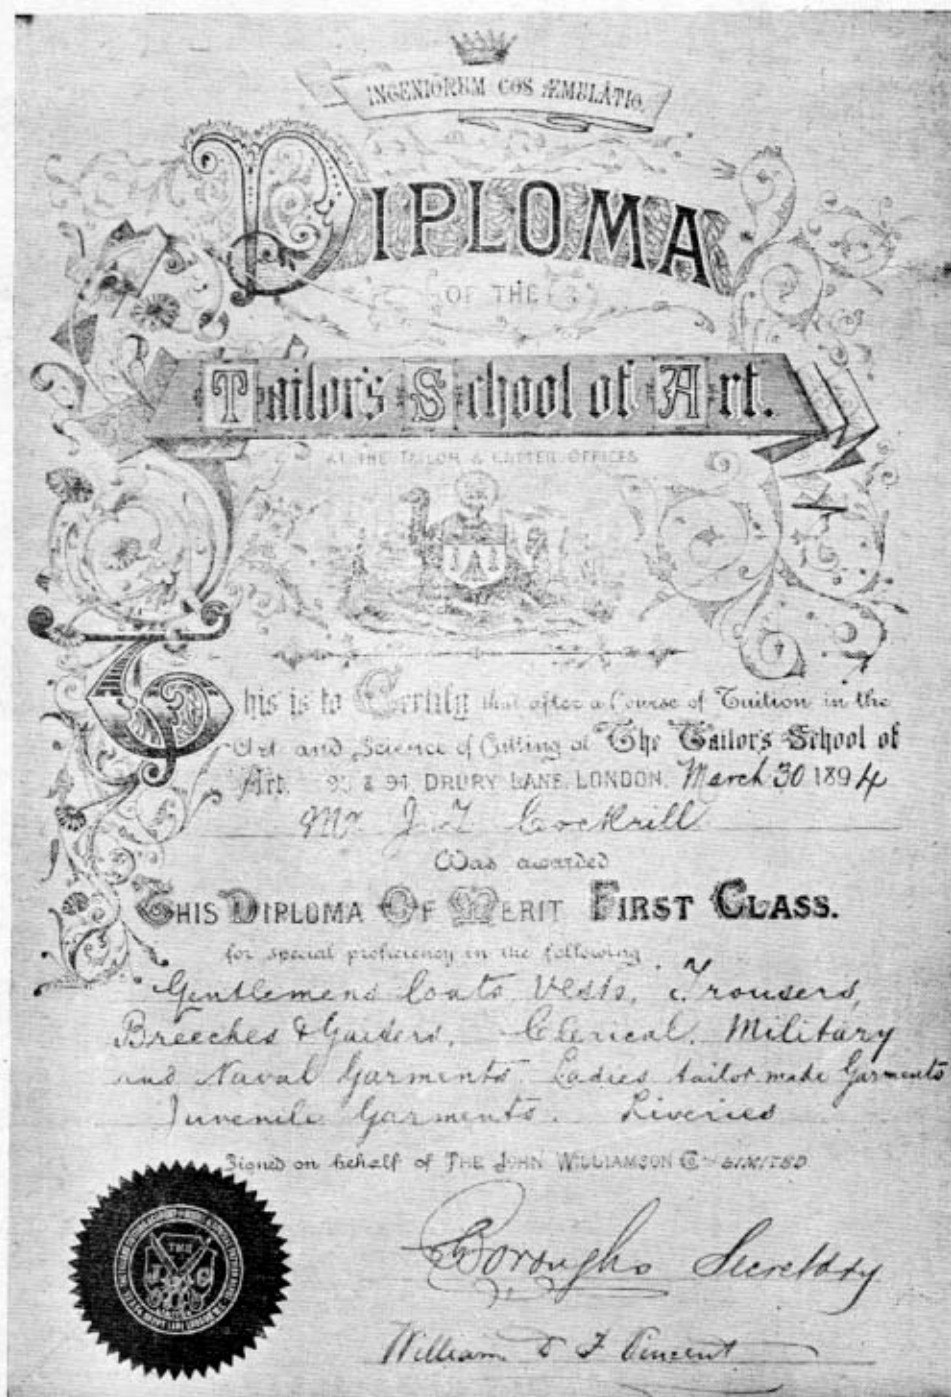 INGENIORUM COS ÆMULATIO.
DIPLOMA
OF THE
Tailor's School of Art.
AT THE TAILOR & CUTTER OFFICES
This is to Certify that after a Course of Tuition in the
Art and Science of Cutting at The Tailor's School of
Art. 93 & 94 DRURY LANE, LONDON. March 30 1894
Mr J. Cockrill
Was awarded
THIS DIPLOMA OF MERIT FIRST CLASS.
for special proficiency in the following
Gentlemens Coats Vests, Trousers,
Breeches & Gaiters, Clerical, Military
and Naval Garments. Ladies tailor made Garments
Juvenile Garments. Liveries
Signed on behalf of THE JOHN WILLIAMSON Co LIMITED
Boroughs Secretary
William D F Vincent
THE